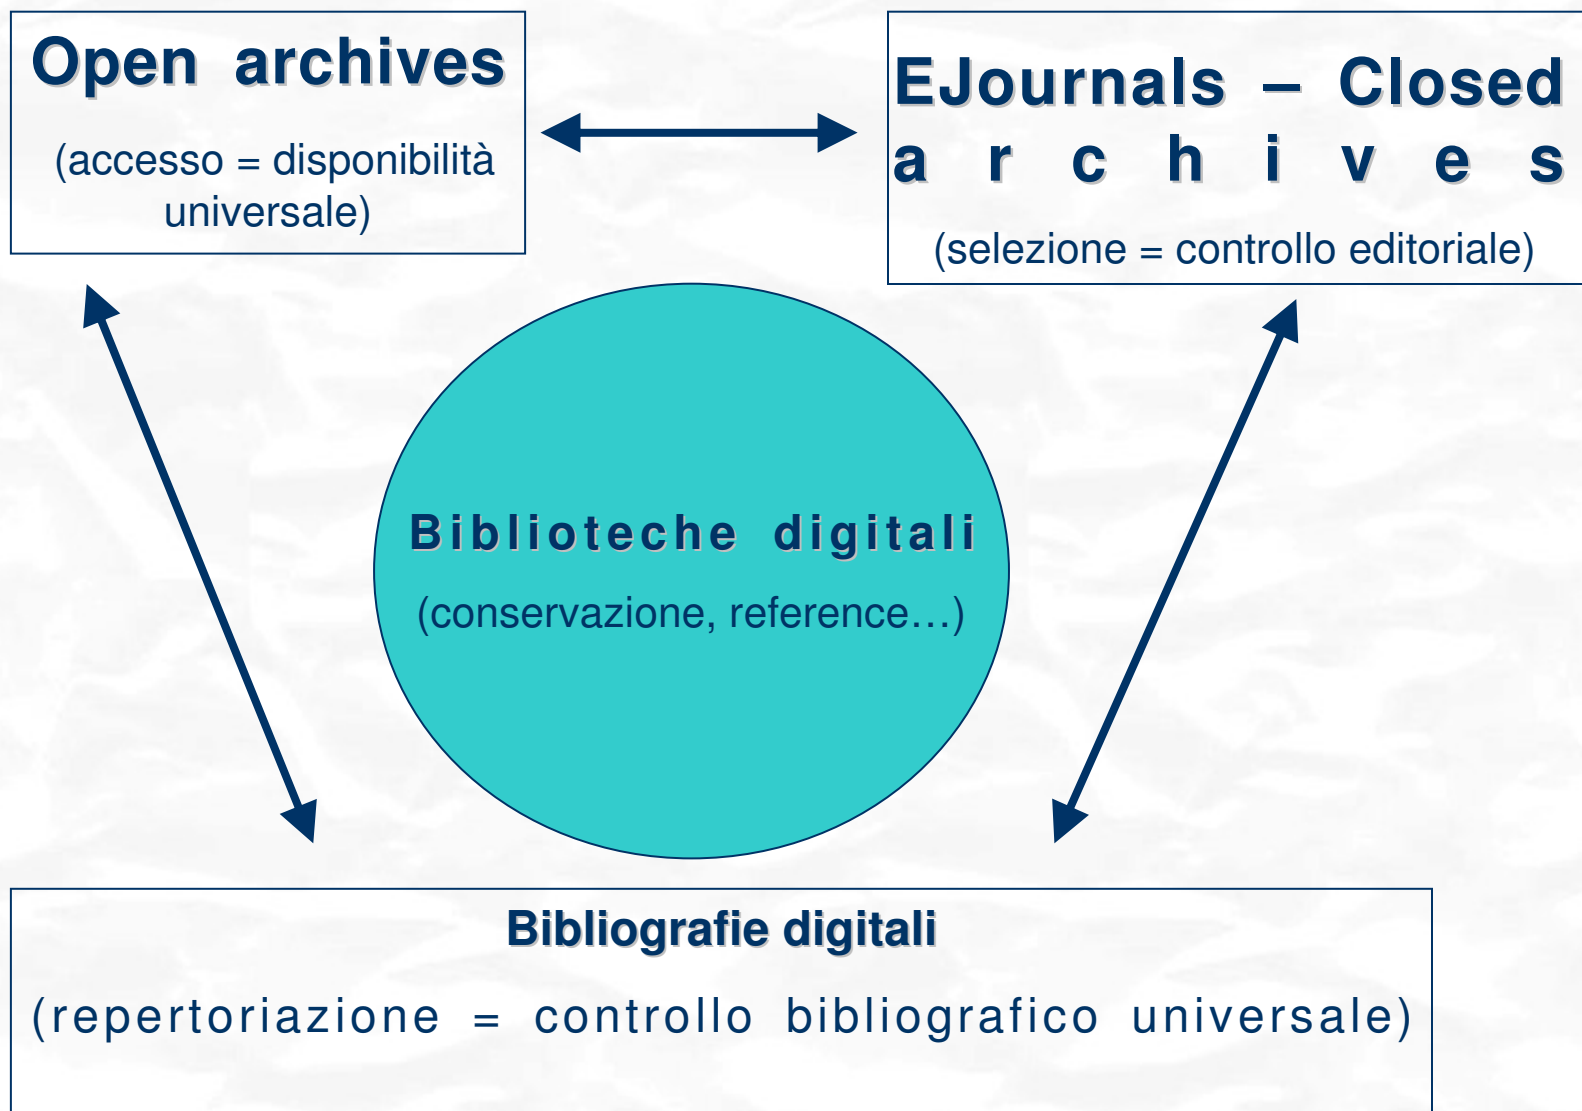 Open archives
(accesso = disponibilità
universale)
EJournals – Closed
archives
(selezione = controllo editoriale)
Biblioteche digitali
(conservazione, reference…)
Bibliografie digitali
(repertoriazione = controllo bibliografico universale)